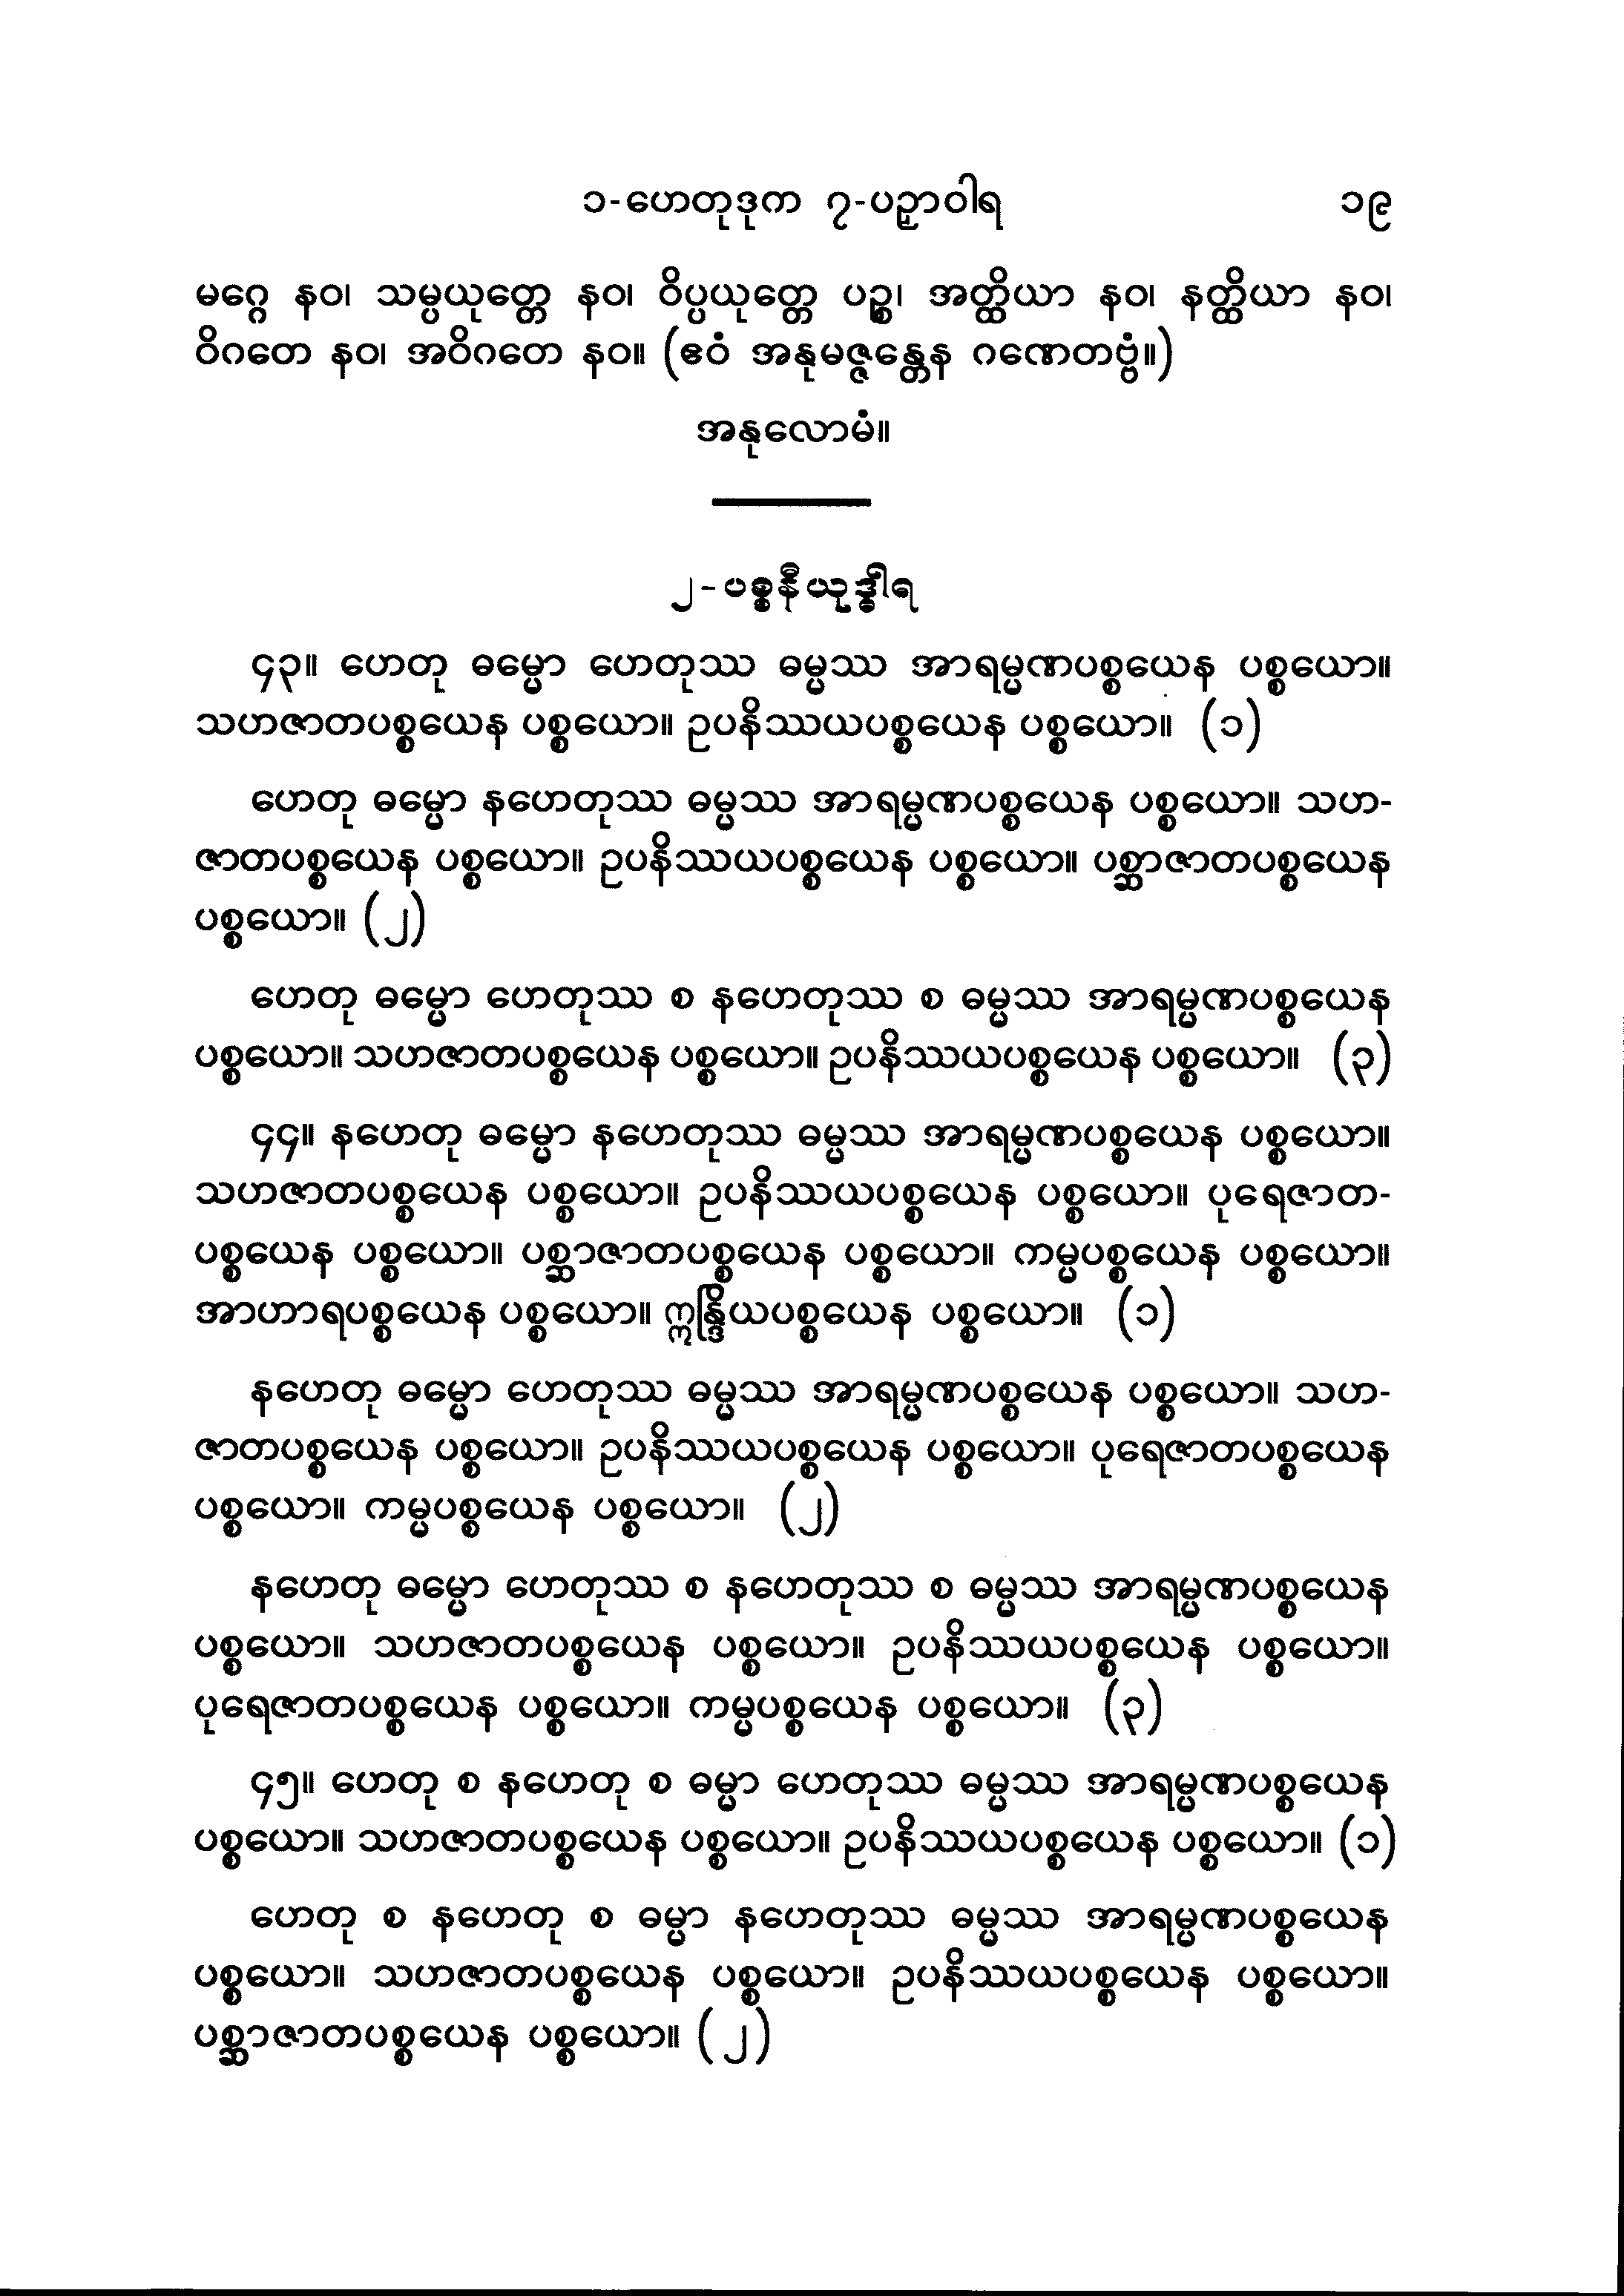 ၁-ဟေတုဒုက ၇-ပဉှာဝါရ ၁၉
မဂ္ဂေ နဝ၊ သမ္ပယုတ္တေ နဝ၊ ဝိပ္ပယုတ္တေ ပဉ္စ၊ အတ္ထိယာ နဝ၊ နတ္ထိယာ နဝ၊
ဝိဂတေ နဝ၊ အဝိဂတေ နဝ။ (ဧဝံ အနုမဇ္ဇန္တေန ဂဏေတဗ္ဗံ။)
အနုလောမံ။
၂-ပစ္စနီယုဒ္ဓါရ
၄၃။ ဟေတု ဓမ္မော ဟေတုဿ ဓမ္မဿ အာရမ္မဏပစ္စယေန ပစ္စယော။
သဟဇာတပစ္စယေန ပစ္စယော။ ဥပနိဿယပစ္စယေန ပစ္စယော။ (၁)
ဟေတု ဓမ္မော နဟေတုဿ ဓမ္မဿ အာရမ္မဏပစ္စယေန ပစ္စယော။ သဟ-
ဇာတပစ္စယေန ပစ္စယော။ ဥပနိဿယပစ္စယေန ပစ္စယော။ ပစ္ဆာဇာတပစ္စယေန
ပစ္စယော။ (၂)
ဟေတု ဓမ္မော ဟေတုဿ စ နဟေတုဿ စ ဓမ္မဿ အာရမ္မဏပစ္စယေန
ပစ္စယော။ သဟဇာတပစ္စယေန ပစ္စယော။ ဥပနိဿယပစ္စယေန ပစ္စယော။ (၃)
၄၄။ နဟေတု ဓမ္မော နဟေတုဿ ဓမ္မဿ အာရမ္မဏပစ္စယေန ပစ္စယော။
သဟဇာတပစ္စယေန ပစ္စယော။ ဥပနိဿယပစ္စယေန ပစ္စယော။ ပုရေဇာတ-
ပစ္စယေန ပစ္စယော။ ပစ္ဆာဇာတပစ္စယေန ပစ္စယော။ ကမ္မပစ္စယေန ပစ္စယော။
အာဟာရပစ္စယေန ပစ္စယော။ ဣန္ဒြိယပစ္စယေန ပစ္စယော။ (၁)
နဟေတု ဓမ္မော ဟေတုဿ ဓမ္မဿ အာရမ္မဏပစ္စယေန ပစ္စယော။ သဟ-
ဇာတပစ္စယေန ပစ္စယော။ ဥပနိဿယပစ္စယေန ပစ္စယော။ ပုရေဇာတပစ္စယေန
ပစ္စယော။ ကမ္မပစ္စယေန ပစ္စယော။ (၂)
နဟေတု ဓမ္မော ဟေတုဿ စ နဟေတုဿ စ ဓမ္မဿ အာရမ္မဏပစ္စယေန
ပစ္စယော။ သဟဇာတပစ္စယေန ပစ္စယော။ ဥပနိဿယပစ္စယေန ပစ္စယော။
ပုရေဇာတပစ္စယေန ပစ္စယော။ ကမ္မပစ္စယေန ပစ္စယော။ (၃)
၄၅။ ဟေတု စ နဟေတု စ ဓမ္မာ ဟေတုဿ ဓမ္မဿ အာရမ္မဏပစ္စယေန
ပစ္စယော။ သဟဇာတပစ္စယေန ပစ္စယော။ ဥပနိဿယပစ္စယေန ပစ္စယော။ (၁)
ဟေတု စ နဟေတု စ ဓမ္မာ နဟေတုဿ ဓမ္မဿ အာရမ္မဏပစ္စယေန
ပစ္စယော။ သဟဇာတပစ္စယေန ပစ္စယော။ ဥပနိဿယပစ္စယေန ပစ္စယော။
ပစ္ဆာဇာတပစ္စယေန ပစ္စယော။ (၂)